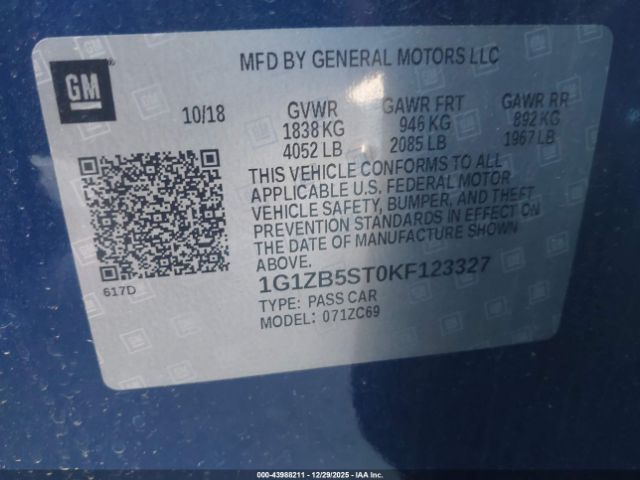 GM
MFD BY GENERAL MOTORS LLC
10/18 GVWR GAWR FRT GAWR RR
1838 KG 946 KG 892 KG
4052 LB 2085 LB 1967 LB
THIS VEHICLE CONFORMS TO ALL
APPLICABLE U.S. FEDERAL MOTOR
VEHICLE SAFETY, BUMPER, AND THEFT
PREVENTION STANDARDS IN EFFECT ON
THE DATE OF MANUFACTURE SHOWN
ABOVE.
617D
1G1ZB5ST0KF123327
TYPE: PASS CAR
MODEL: 071ZC69
000-43988211 - 12/29/2025 - IAAI.COM